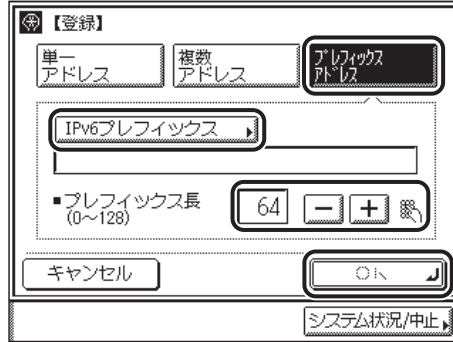 【登録】
単一
アドレス
複数
アドレス
プレフィックス
アドレス
IPv6プレフィックス
■プレフィックス長
(0～128)
64
－
＋
キャンセル
OK
システム状況/中止